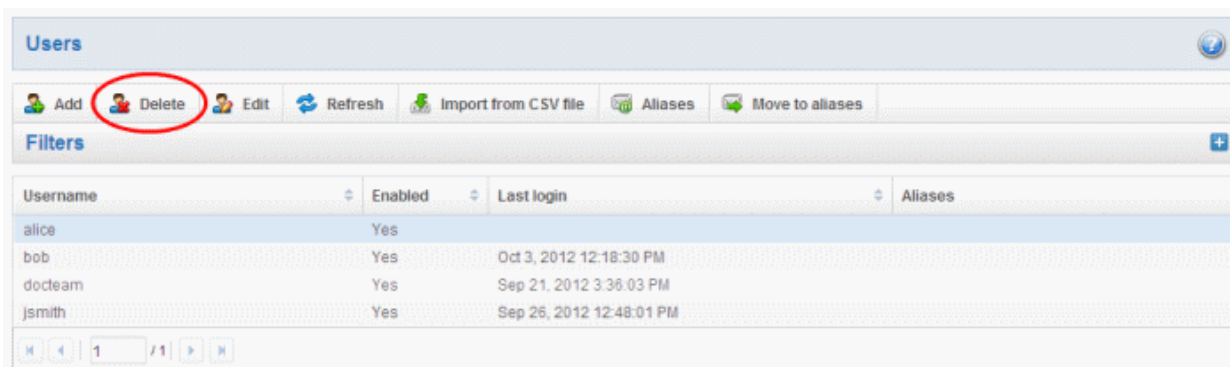 Users
Add Delete Edit Refresh Import from CSV file Aliases Move to aliases
Filters
Username Enabled Last login Aliases
alice Yes
bob Yes Oct 3, 2012 12:18:30 PM
docteam Yes Sep 21, 2012 3:36:03 PM
jsmith Yes Sep 26, 2012 12:48:01 PM
1 / 1